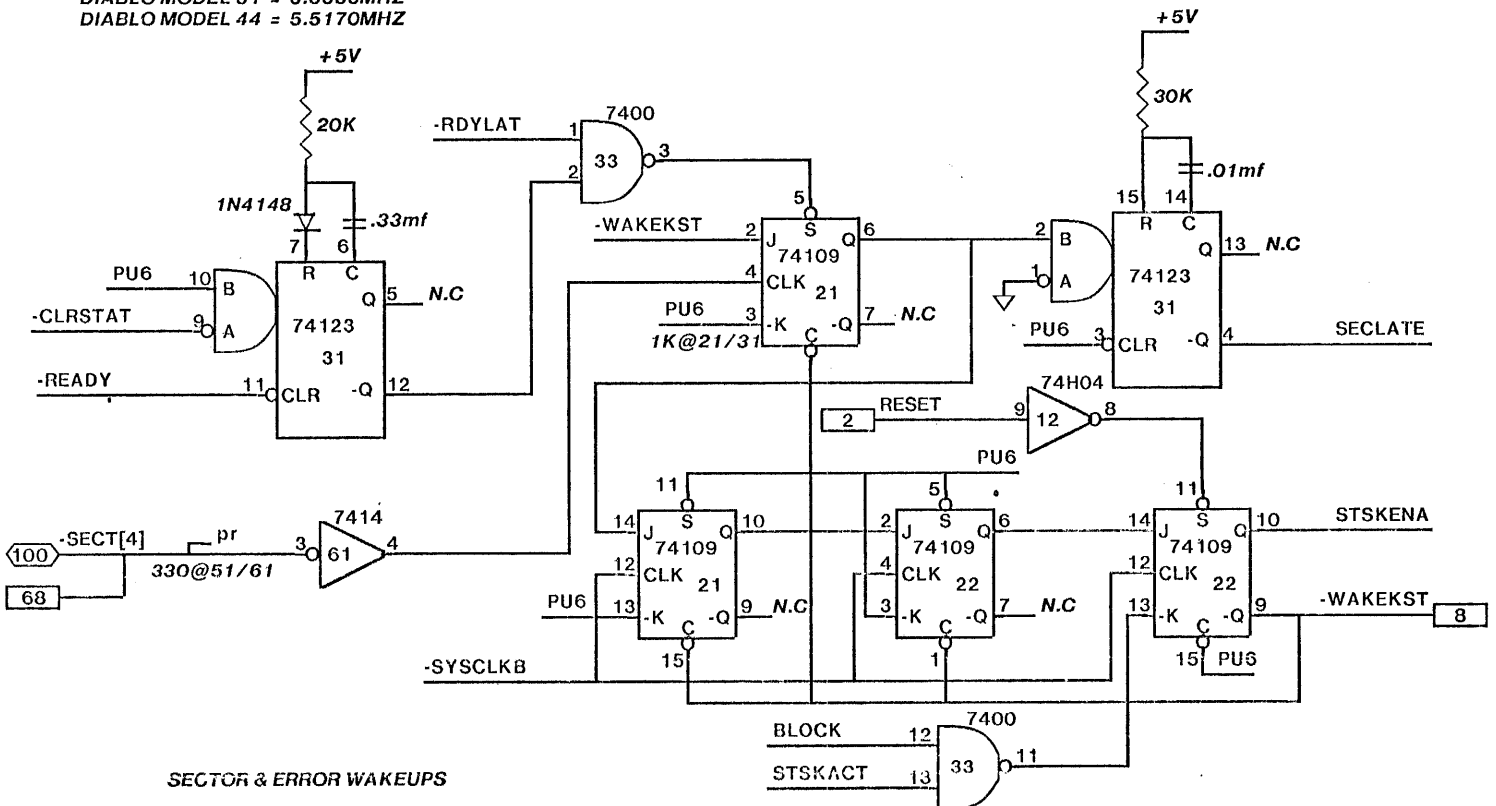 DIABLO MODEL 44 = 5.5170MHZ
+5V
20K
1N4148
.33mf
7
6
R
C
PU6
10
B
-CLRSTAT
9
A
Q
5
N.C
74123
31
-READY
11
CLR
-Q
12
-RDYLAT
1
2
7400
33
3
5
S
-WAKEKST
2
J
Q
6
74109
4
CLK
21
PU6
3
-K
1K@21/31
-Q
7
N.C
C
+5V
30K
.01mf
15
14
R
C
2
B
1
A
Q
13
N.C
74123
31
PU6
3
CLR
-Q
4
SECLATE
2
RESET
74H04
9
12
8
PU6
100
-SECT[4]
68
pr
330@51/61
7414
3
61
4
11
S
14
J
Q
10
74109
12
CLK
21
PU6
13
-K
-Q
9
N.C
C
15
5
S
2
J
Q
6
74109
4
CLK
22
3
-K
-Q
7
N.C
C
1
11
S
14
J
Q
10
STSKENA
74109
12
CLK
22
13
-K
-Q
9
-WAKEKST
8
C
15
PU6
-SYSCLKB
BLOCK
12
7400
33
11
STSKACT
13
SECTOR & ERROR WAKEUPS